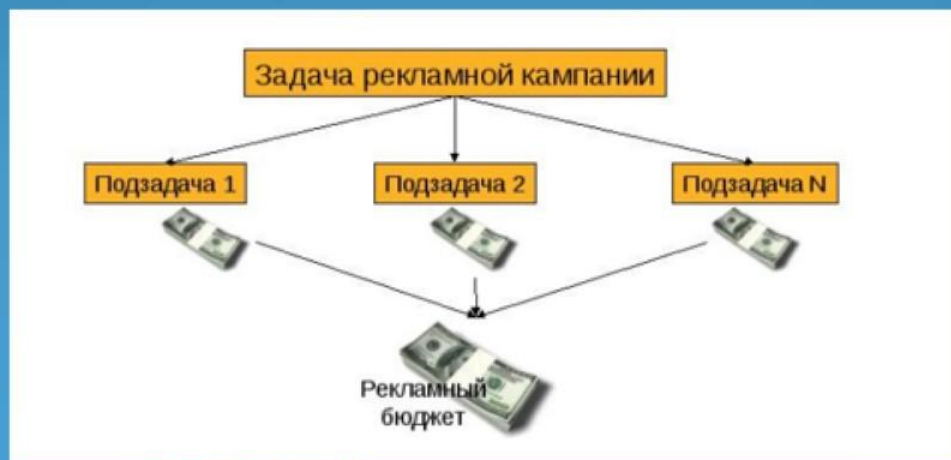 Задача рекламной кампании
Подзадача 1
Подзадача 2
Подзадача N
Рекламный
бюджет